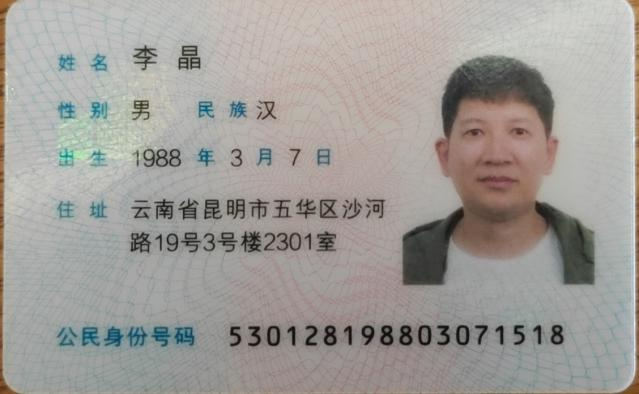 姓名 李晶
性别 男 民族 汉
出生 1988 年 3 月 7 日
住址 云南省昆明市五华区沙河
路19号3号楼2301室
公民身份号码 530128198803071518